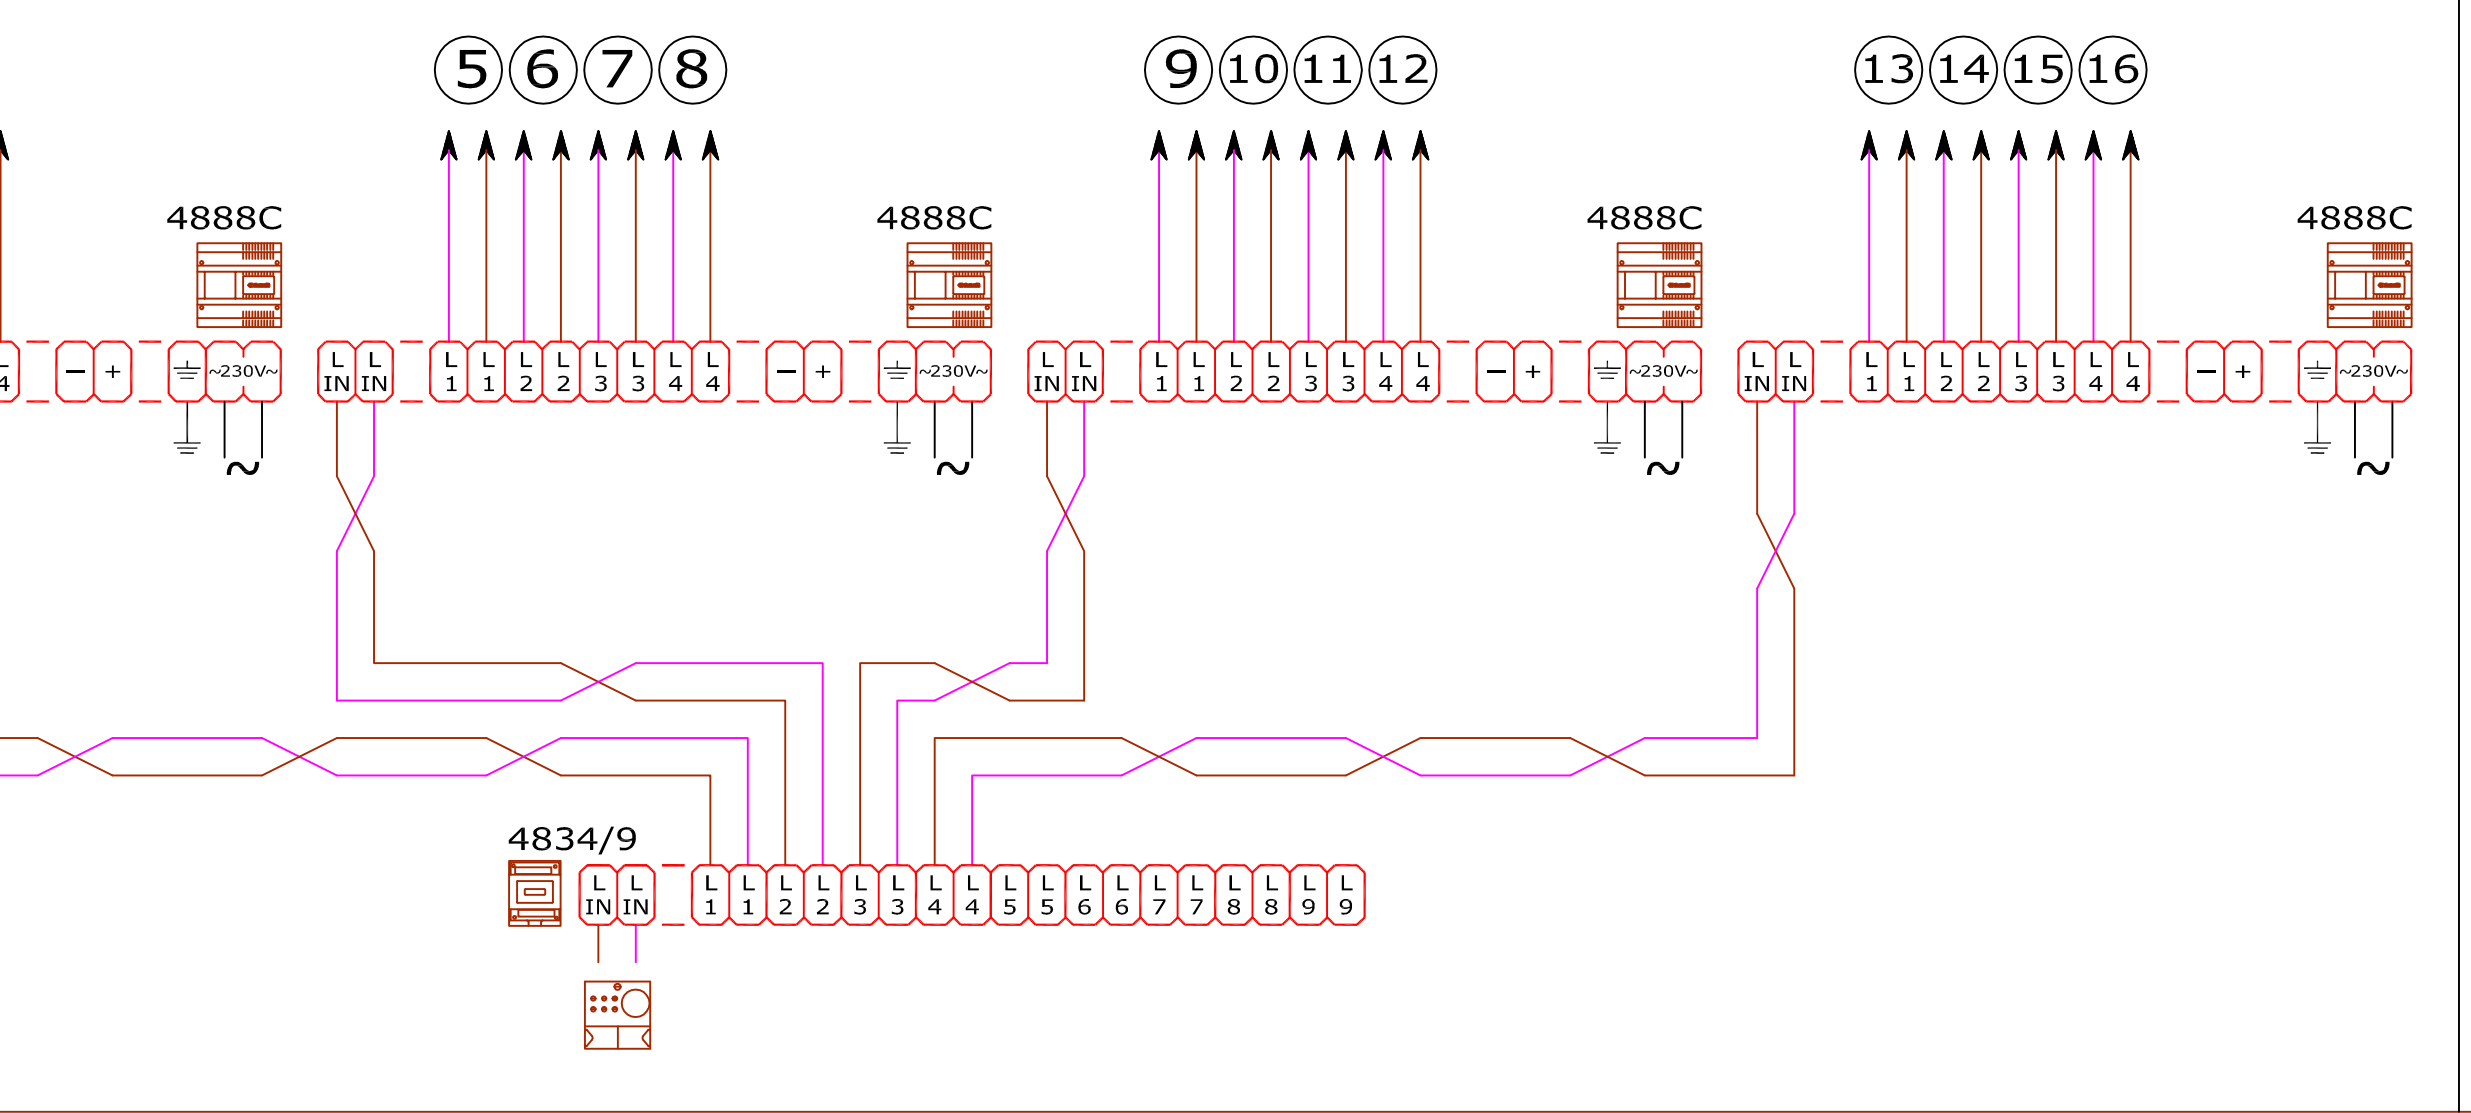 5 6 7 8 9 10 11 12 13 14 15 16
4888C 4888C 4888C 4888C
L L L L L L L L L L L L L L L L L L L L L L L L L L L L L L L
4 − + ~230V~ IN IN 1 1 2 2 3 3 4 4 − + ~230V~ IN IN 1 1 2 2 3 3 4 4 − + ~230V~ IN IN 1 1 2 2 3 3 4 4 − + ~230V~
~ ~ ~ ~
4834/9
L L L L L L L L L L L L L L L L L L L L
IN IN 1 1 2 2 3 3 4 4 5 5 6 6 7 7 8 8 9 9